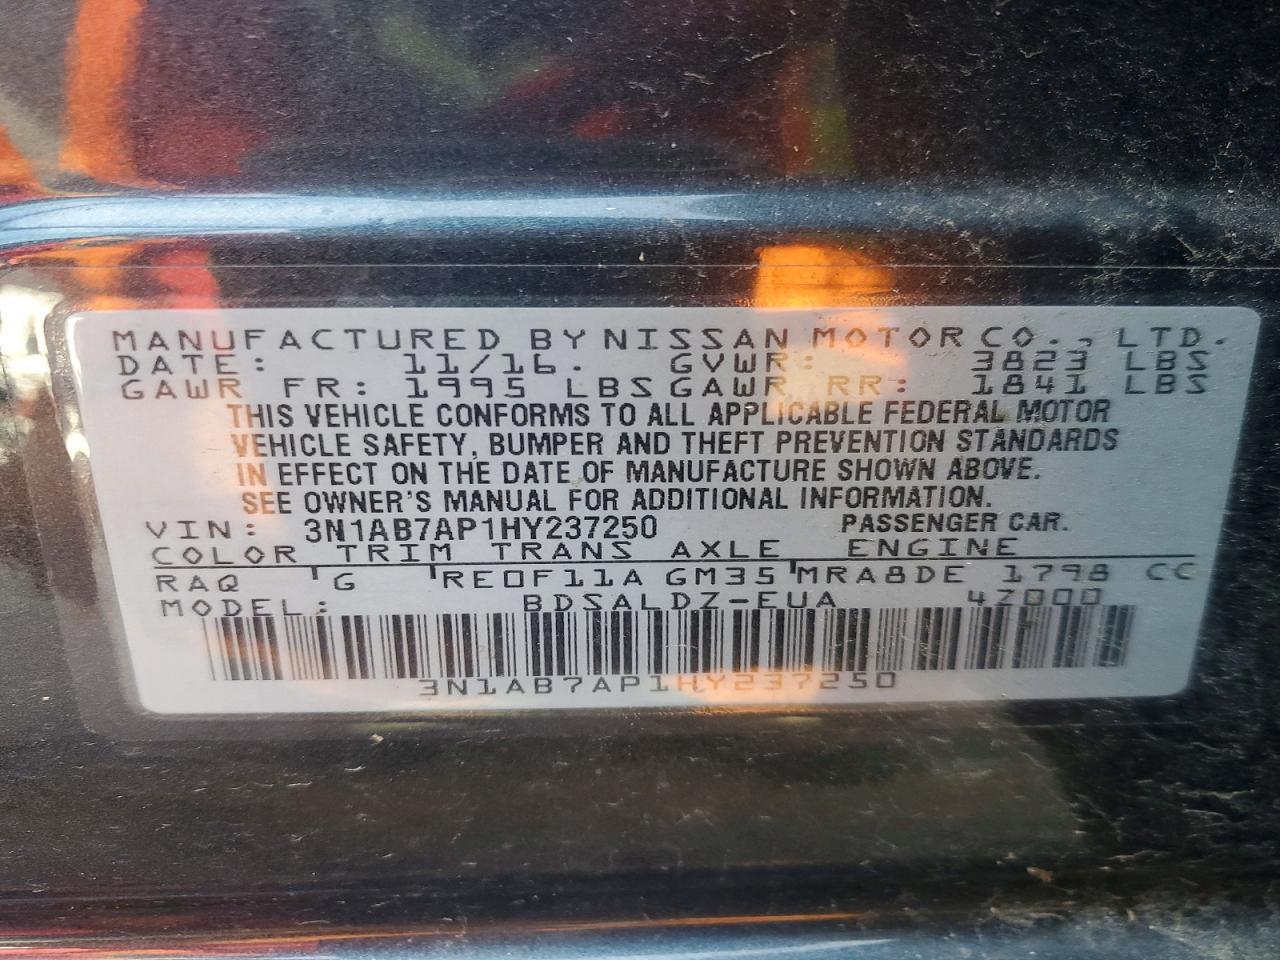 MANUFACTURED BY NISSAN MOTOR CO., LTD.
DATE: 11/16. GVWR: 3823 LBS
GAWR FR: 1995 LBS GAWR RR: 1841 LBS
THIS VEHICLE CONFORMS TO ALL APPLICABLE FEDERAL MOTOR
VEHICLE SAFETY, BUMPER AND THEFT PREVENTION STANDARDS
IN EFFECT ON THE DATE OF MANUFACTURE SHOWN ABOVE.
SEE OWNER'S MANUAL FOR ADDITIONAL INFORMATION.
VIN: 3N1AB7AP1HY237250 PASSENGER CAR.
COLOR TRIM TRANS AXLE ENGINE
RAQ G RE0F11A GM35 MRA8DE 1798 CC
MODEL: BDSALDZ-EUA 4Z000
3N1AB7AP1HY237250